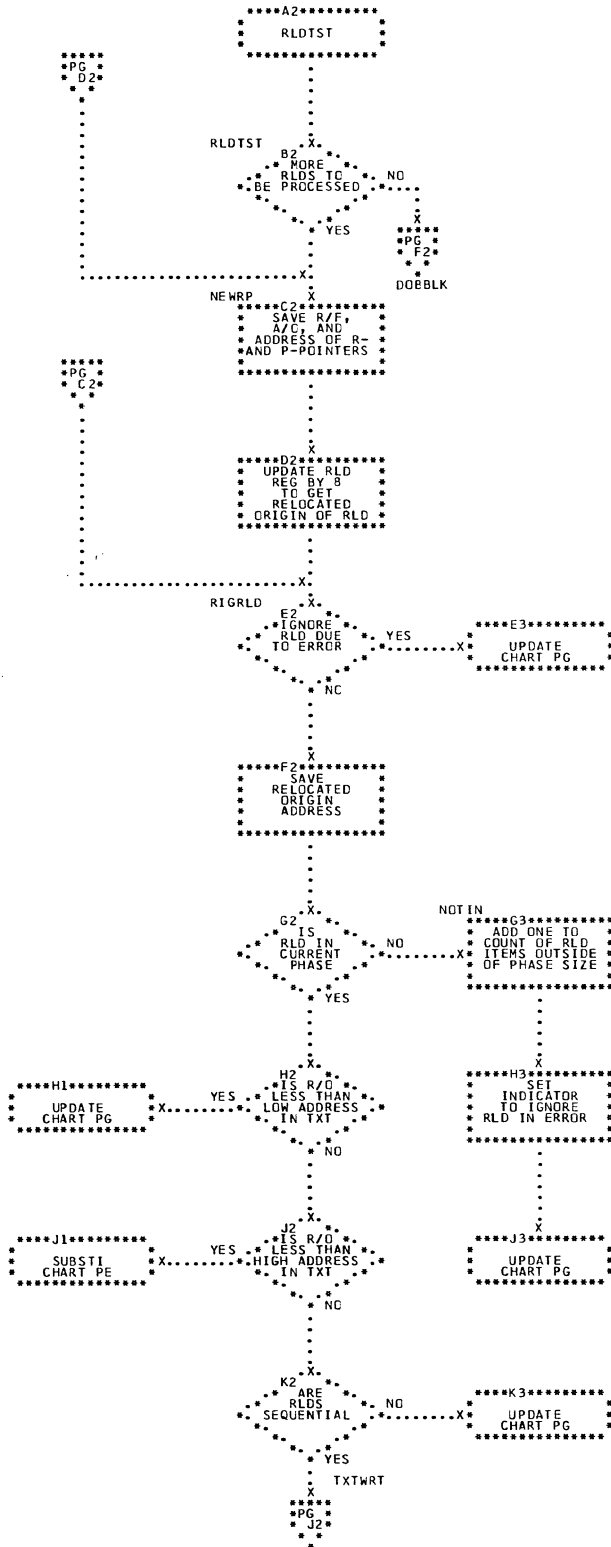 A2
RLDTST
PG
D2
RLDTST
B2
MORE
RLDS TO
BE PROCESSED
NO
YES
PG
F2
DOBBLK
NEWRP
C2
SAVE R/F,
A/O, AND
ADDRESS OF R-
AND P-POINTERS
PG
C2
D2
UPDATE RLD
REG BY 8
TO GET
RELOCATED
ORIGIN OF RLD
RIGRLD
E2
IGNORE
RLD DUE
TO ERROR
YES
NO
E3
UPDATE
CHART PG
F2
SAVE
RELOCATED
ORIGIN
ADDRESS
G2
IS
RLD IN
CURRENT
PHASE
NO
YES
NOTIN
G3
ADD ONE TO
COUNT OF RLD
ITEMS OUTSIDE
OF PHASE SIZE
H1
UPDATE
CHART PG
YES
H2
IS R/O
LESS THAN
LOW ADDRESS
IN TXT
NO
H3
SET
INDICATOR
TO IGNORE
RLD IN ERROR
J1
SUBSTI
CHART PE
YES
J2
IS R/O
LESS THAN
HIGH ADDRESS
IN TXT
NO
J3
UPDATE
CHART PG
K2
ARE
RLDS
SEQUENTIAL
NO
YES
K3
UPDATE
CHART PG
TXTWRT
PG
J2